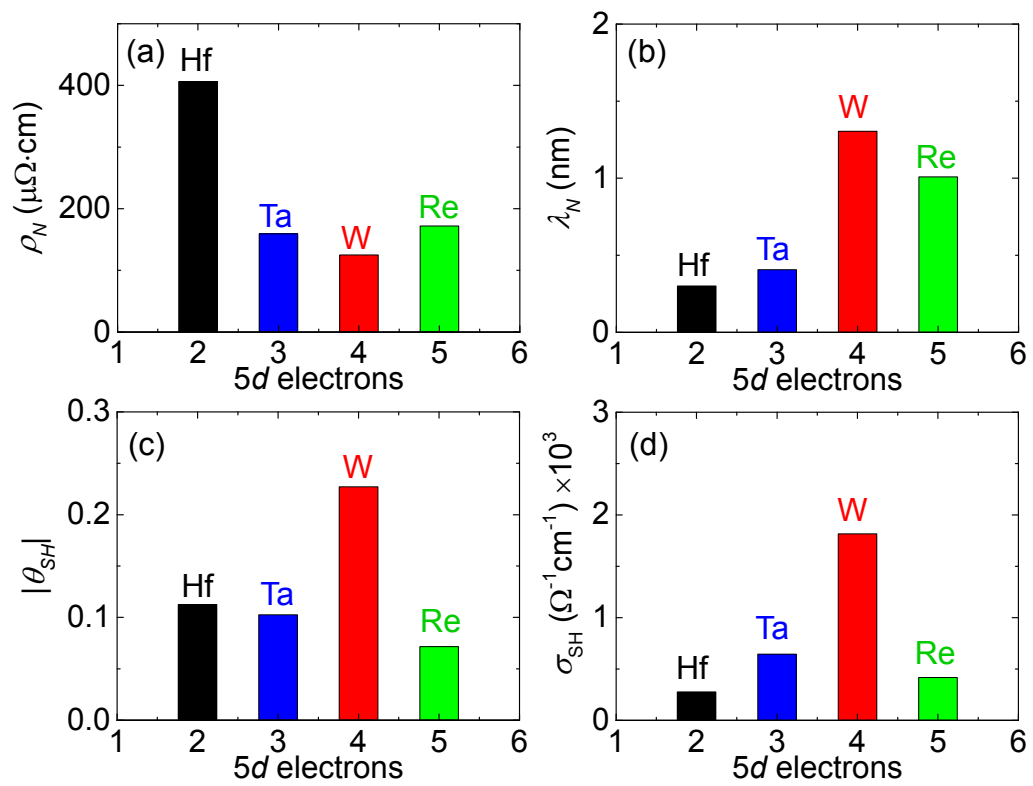 (a)
Hf
Ta
W
Re
400
200
0
ρN (μΩ·cm)
1 2 3 4 5 6
5d electrons
(b)
Hf
Ta
W
Re
2
1
0
λN (nm)
1 2 3 4 5 6
5d electrons
(c)
Hf
Ta
W
Re
0.3
0.2
0.1
0.0
|θSH|
1 2 3 4 5 6
5d electrons
(d)
Hf
Ta
W
Re
3
2
1
0
σSH (Ω⁻¹cm⁻¹) ×10³
1 2 3 4 5 6
5d electrons